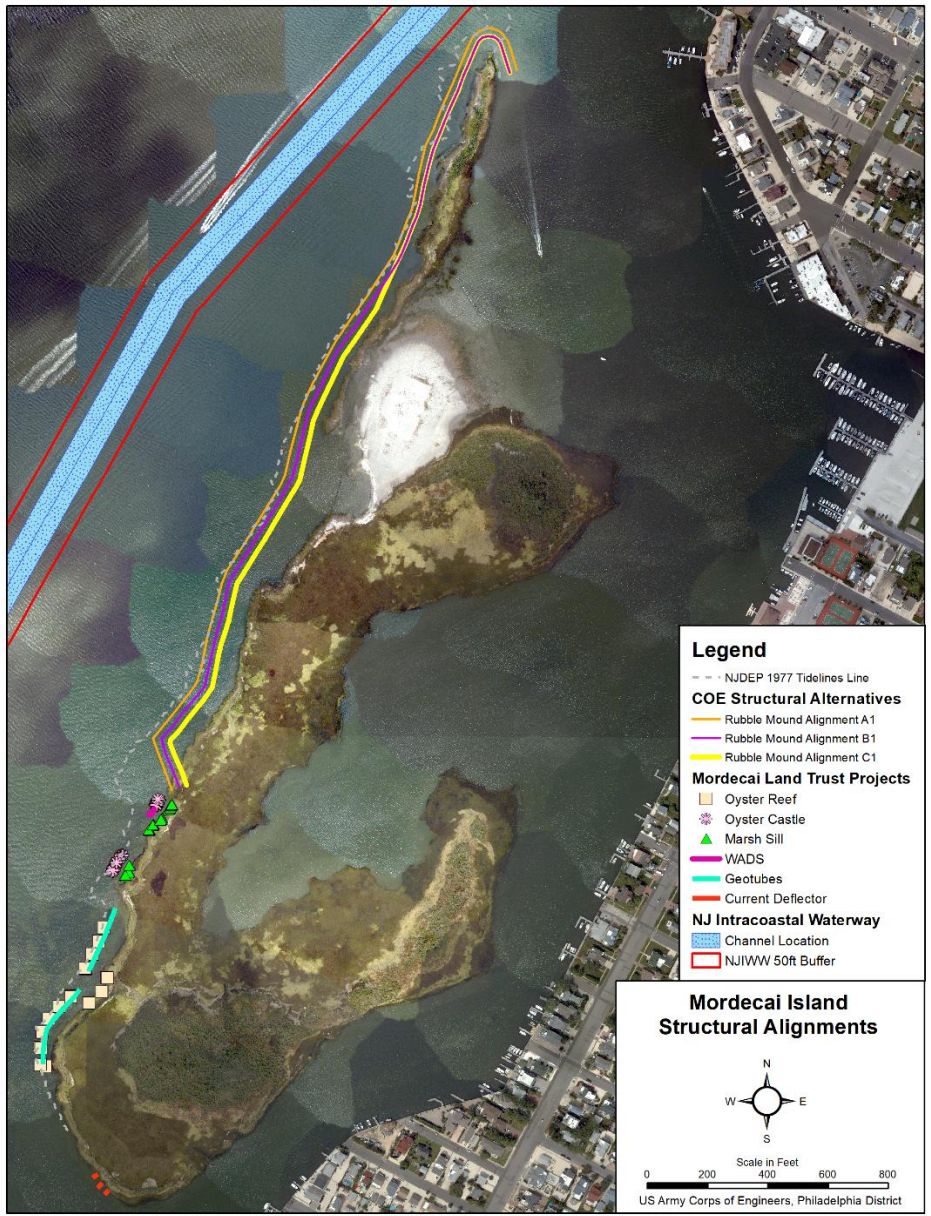 Legend
NJDEP 1977 Tidelines Line
COE Structural Alternatives
Rubble Mound Alignment A1
Rubble Mound Alignment B1
Rubble Mound Alignment C1
Mordecai Land Trust Projects
Oyster Reef
Oyster Castle
Marsh Sill
WADS
Geotubes
Current Deflector
NJ Intracoastal Waterway
Channel Location
NJIWW 50ft Buffer
Mordecai Island
Structural Alignments
N
W E
S
Scale in Feet
0 200 400 600 800
US Army Corps of Engineers, Philadelphia District